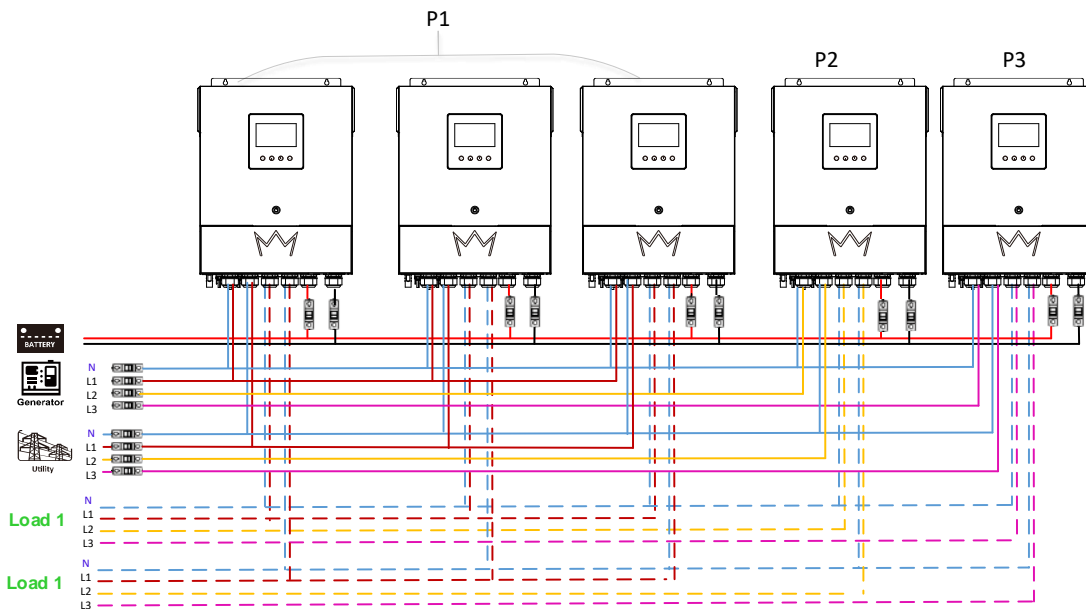 P1
P2
P3
BATTERY
N
L1
L2
L3
Generator
N
L1
L2
L3
Utility
N
L1
L2
L3
Load 1
N
L1
L2
L3
Load 1